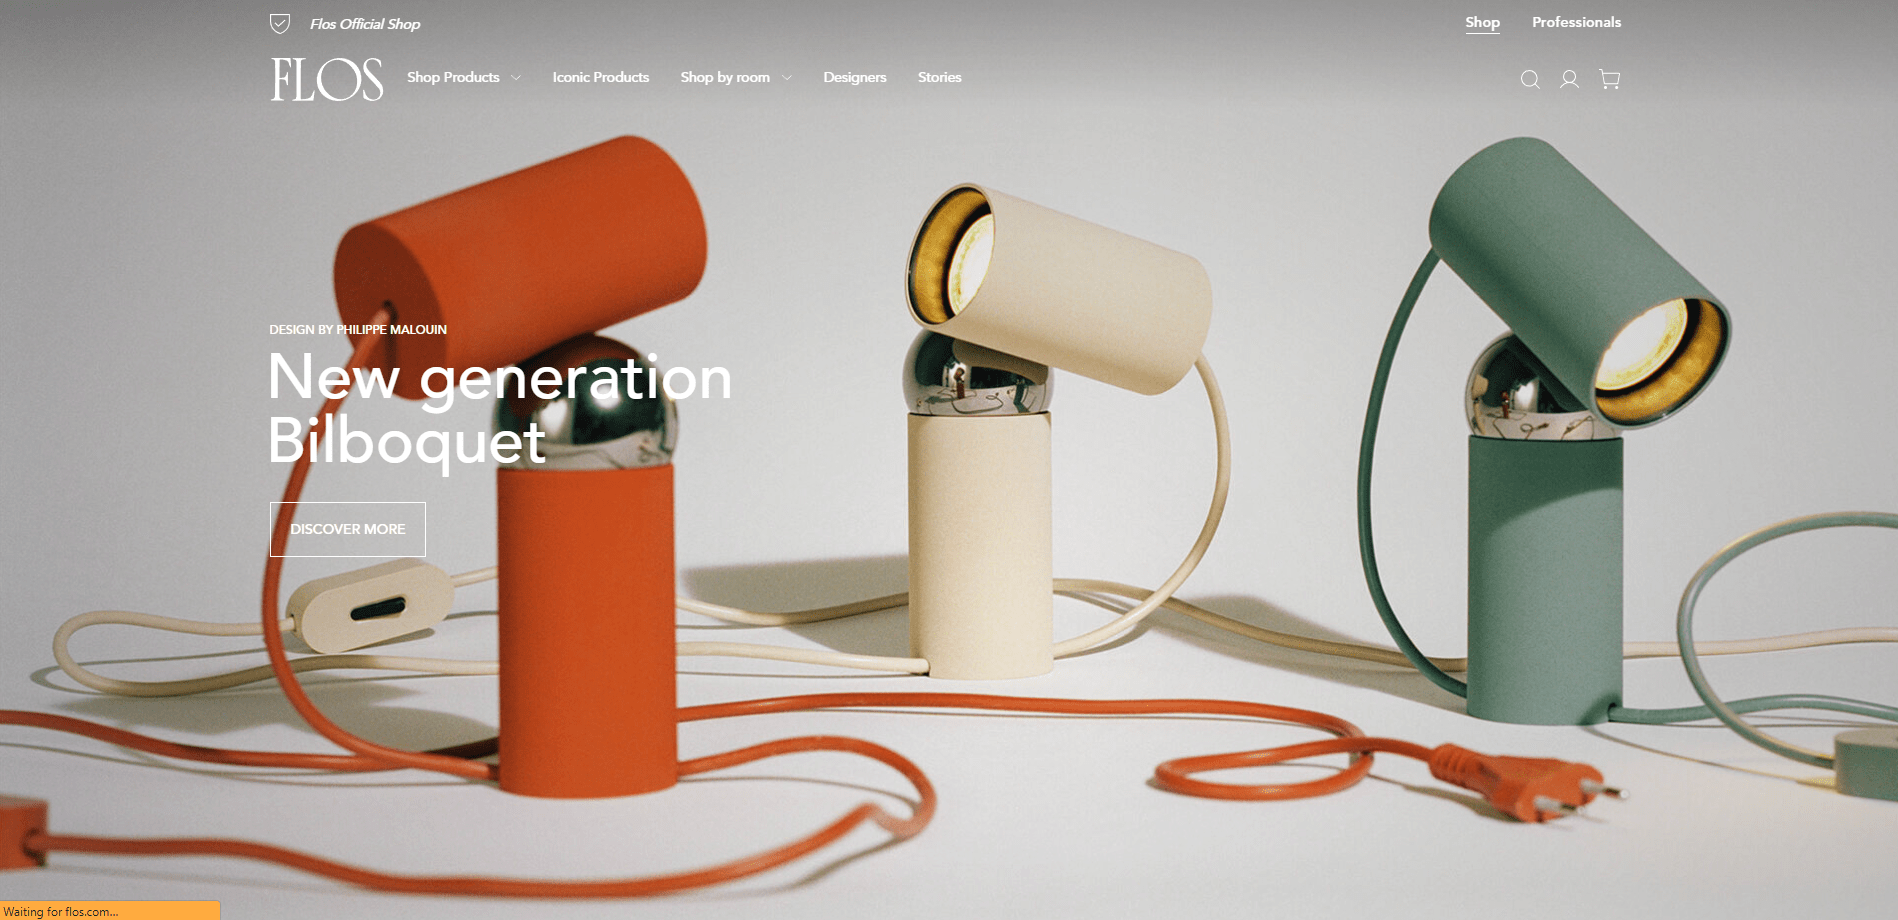 Flos Official Shop
Shop
Professionals
FLOS
Shop Products
Iconic Products
Shop by room
Designers
Stories
DESIGN BY PHILIPPE MALOUIN
New generation
Bilboquet
DISCOVER MORE
Waiting for flos.com...